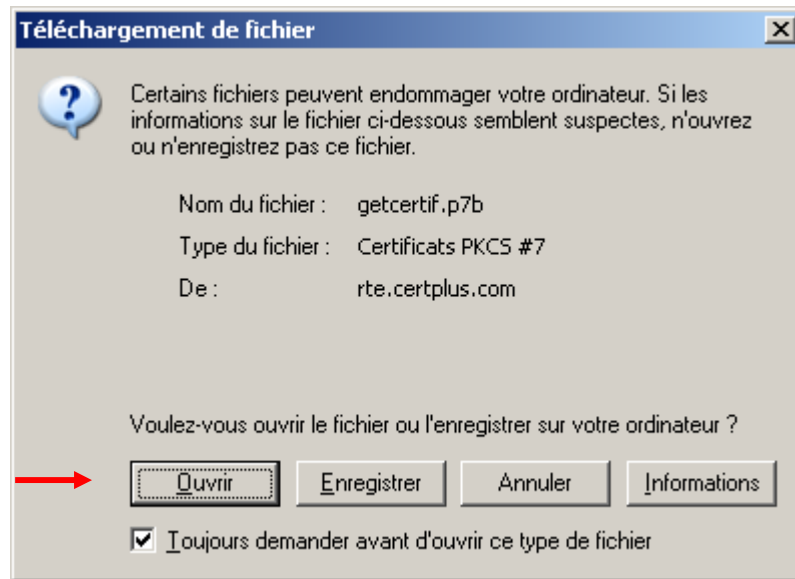 Téléchargement de fichier
Certains fichiers peuvent endommager votre ordinateur. Si les
informations sur le fichier ci-dessous semblent suspectes, n'ouvrez
ou n'enregistrez pas ce fichier.
Nom du fichier : getcertif.p7b
Type du fichier : Certificats PKCS #7
De : rte.certplus.com
Voulez-vous ouvrir le fichier ou l'enregistrer sur votre ordinateur ?
Ouvrir Enregistrer Annuler Informations
Toujours demander avant d'ouvrir ce type de fichier